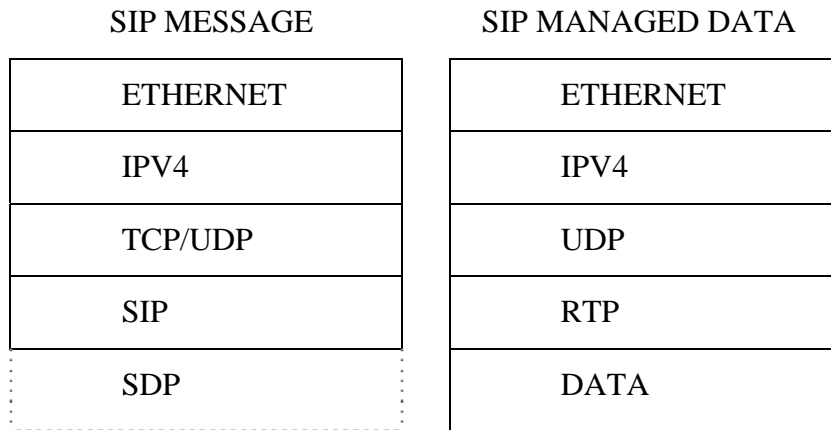 SIP MESSAGE
ETHERNET
IPV4
TCP/UDP
SIP
SDP
SIP MANAGED DATA
ETHERNET
IPV4
UDP
RTP
DATA